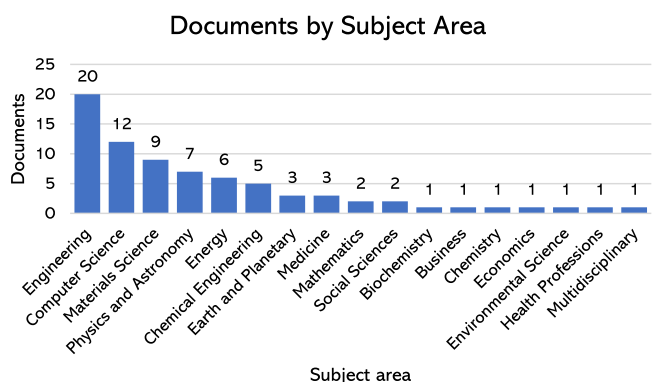 Documents by Subject Area
Documents
25
20
15
10
5
0
20
12
9
7
6
5
3
3
2
2
1
1
1
1
1
1
1
Engineering
Computer Science
Materials Science
Physics and Astronomy
Energy
Chemical Engineering
Earth and Planetary
Medicine
Mathematics
Social Sciences
Biochemistry
Business
Chemistry
Economics
Environmental Science
Health Professions
Multidisciplinary
Subject area